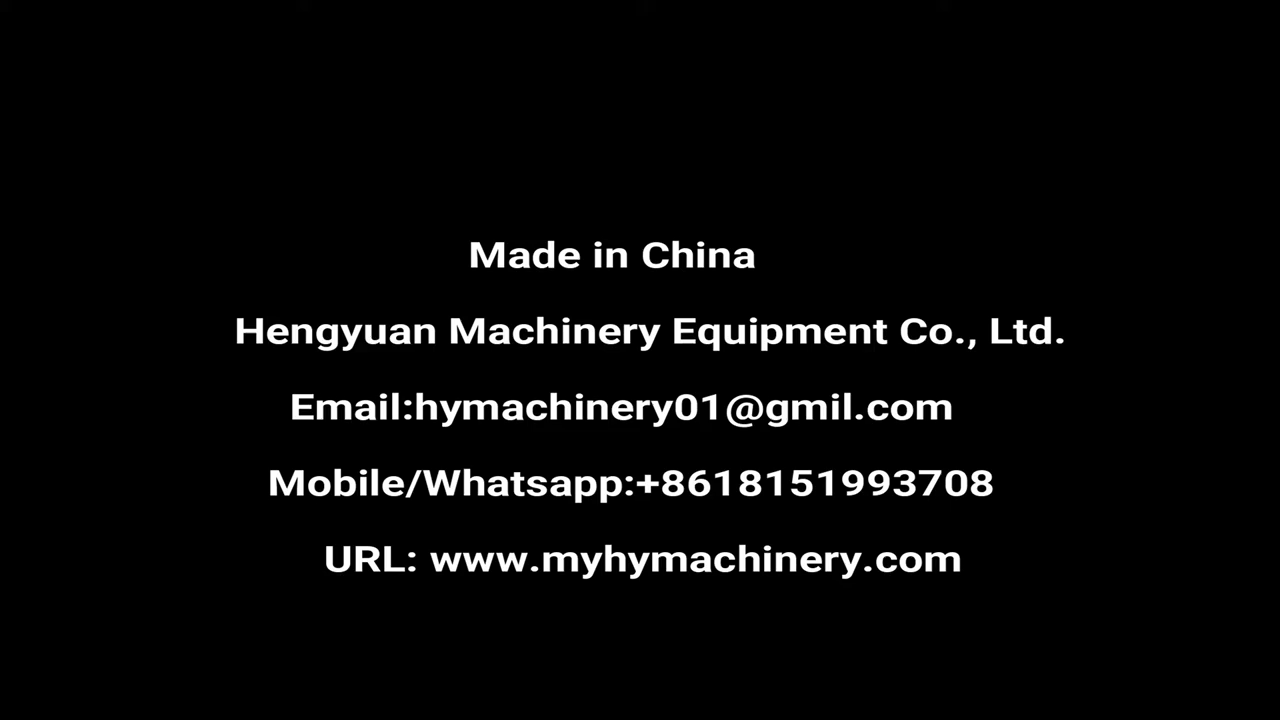 Made in China
Hengyuan Machinery Equipment Co., Ltd.
Email:hymachinery01@gmil.com
Mobile/Whatsapp:+8618151993708
URL: www.myhymachinery.com